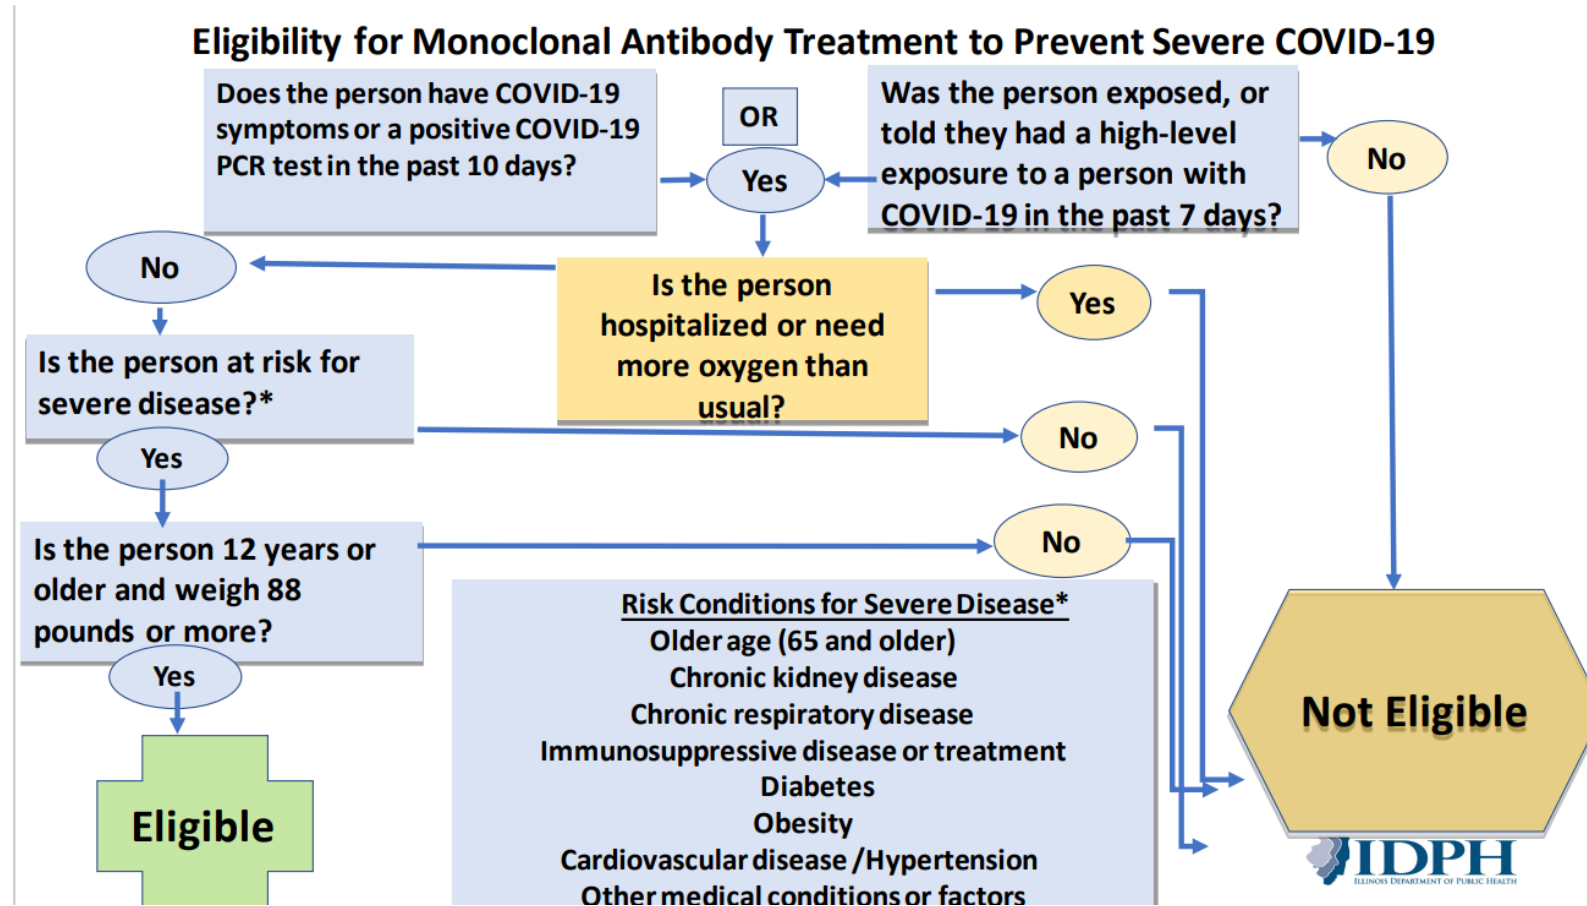 Eligibility for Monoclonal Antibody Treatment to Prevent Severe COVID-19
Does the person have COVID-19
symptoms or a positive COVID-19
PCR test in the past 10 days?
OR
Yes
Was the person exposed, or
told they had a high-level
exposure to a person with
COVID-19 in the past 7 days?
No
No
Is the person
hospitalized or need
more oxygen than
usual?
Yes
Is the person at risk for
severe disease?*
No
Yes
Is the person 12 years or
older and weigh 88
pounds or more?
No
Yes
Eligible
Risk Conditions for Severe Disease*
Older age (65 and older)
Chronic kidney disease
Chronic respiratory disease
Immunosuppressive disease or treatment
Diabetes
Obesity
Cardiovascular disease /Hypertension
Other medical conditions or factors
Not Eligible
IDPH
ILLINOIS DEPARTMENT OF PUBLIC HEALTH